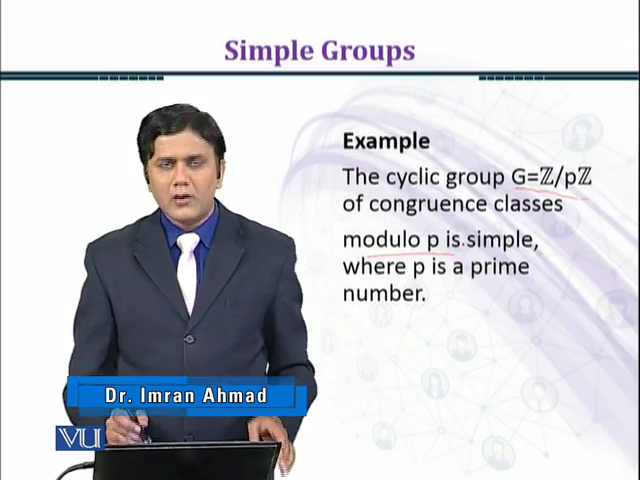 Simple Groups
Example
The cyclic group G=ℤ/pℤ
of congruence classes
modulo p is simple,
where p is a prime
number.
Dr. Imran Ahmad
VU